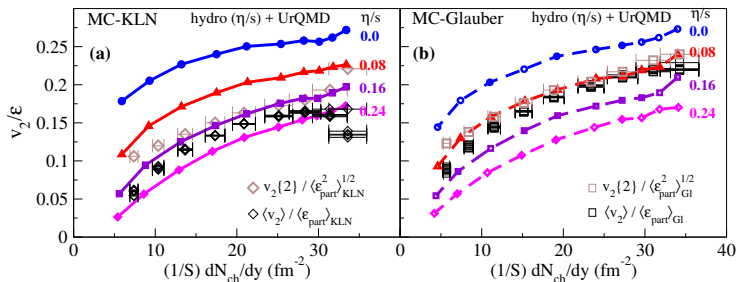 MC-KLN hydro (η/s) + UrQMD η/s
(a)
0.0
0.08
0.16
0.24
v₂{2} / ⟨ε²part⟩^1/2 KLN
⟨v₂⟩ / ⟨εpart⟩KLN
v₂/ε
0
0.05
0.1
0.15
0.2
0.25
0 10 20 30
(1/S) dNch/dy (fm⁻²)
MC-Glauber hydro (η/s) + UrQMD η/s
(b)
0.0
0.08
0.16
0.24
v₂{2} / ⟨ε²part⟩^1/2 Gl
⟨v₂⟩ / ⟨εpart⟩Gl
0 10 20 30 40
(1/S) dNch/dy (fm⁻²)